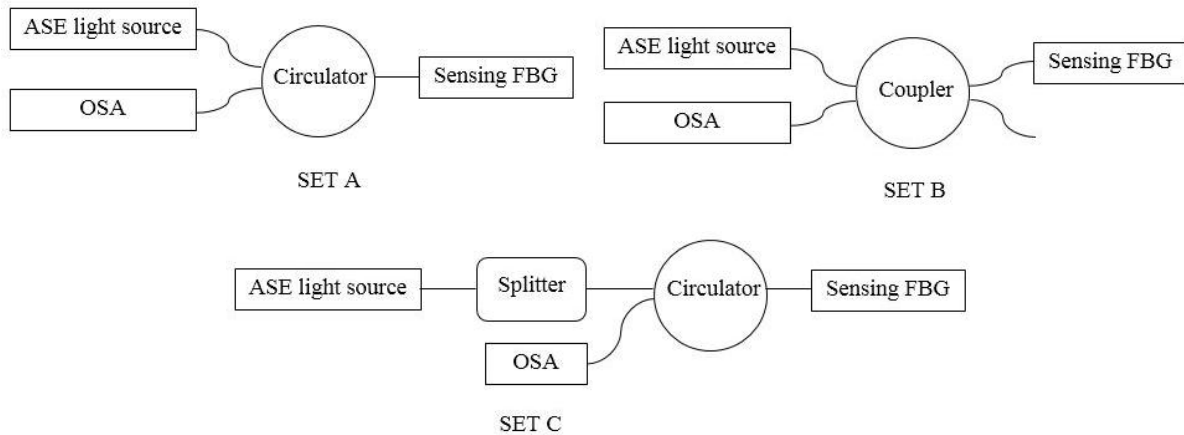 ASE light source
Circulator
Sensing FBG
OSA
SET A
ASE light source
Coupler
Sensing FBG
OSA
SET B
ASE light source
Splitter
Circulator
Sensing FBG
OSA
SET C